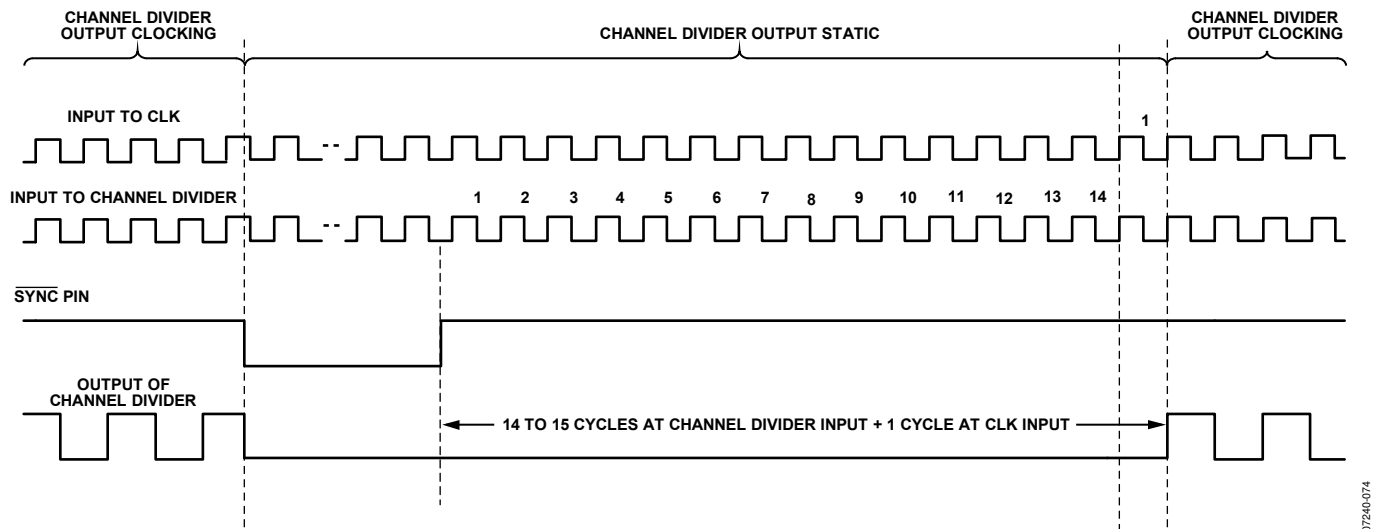 CHANNEL DIVIDER
OUTPUT CLOCKING
CHANNEL DIVIDER OUTPUT STATIC
CHANNEL DIVIDER
OUTPUT CLOCKING
INPUT TO CLK
1
INPUT TO CHANNEL DIVIDER
1 2 3 4 5 6 7 8 9 10 11 12 13 14
SYNC PIN
OUTPUT OF
CHANNEL DIVIDER
14 TO 15 CYCLES AT CHANNEL DIVIDER INPUT + 1 CYCLE AT CLK INPUT
07240-074